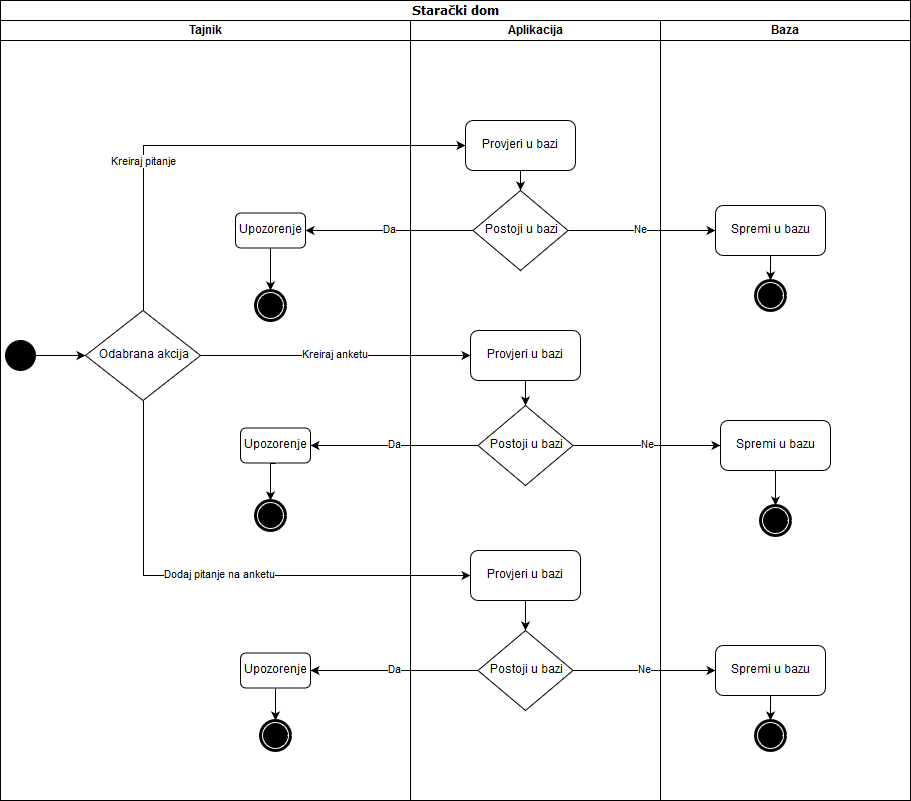 Starački dom
Tajnik
Aplikacija
Baza
Provjeri u bazi
Kreiraj pitanje
Upozorenje
Da
Postoji u bazi
Ne
Spremi u bazu
Odabrana akcija
Kreiraj anketu
Provjeri u bazi
Upozorenje
Da
Postoji u bazi
Ne
Spremi u bazu
Dodaj pitanje na anketu
Provjeri u bazi
Upozorenje
Da
Postoji u bazi
Ne
Spremi u bazu